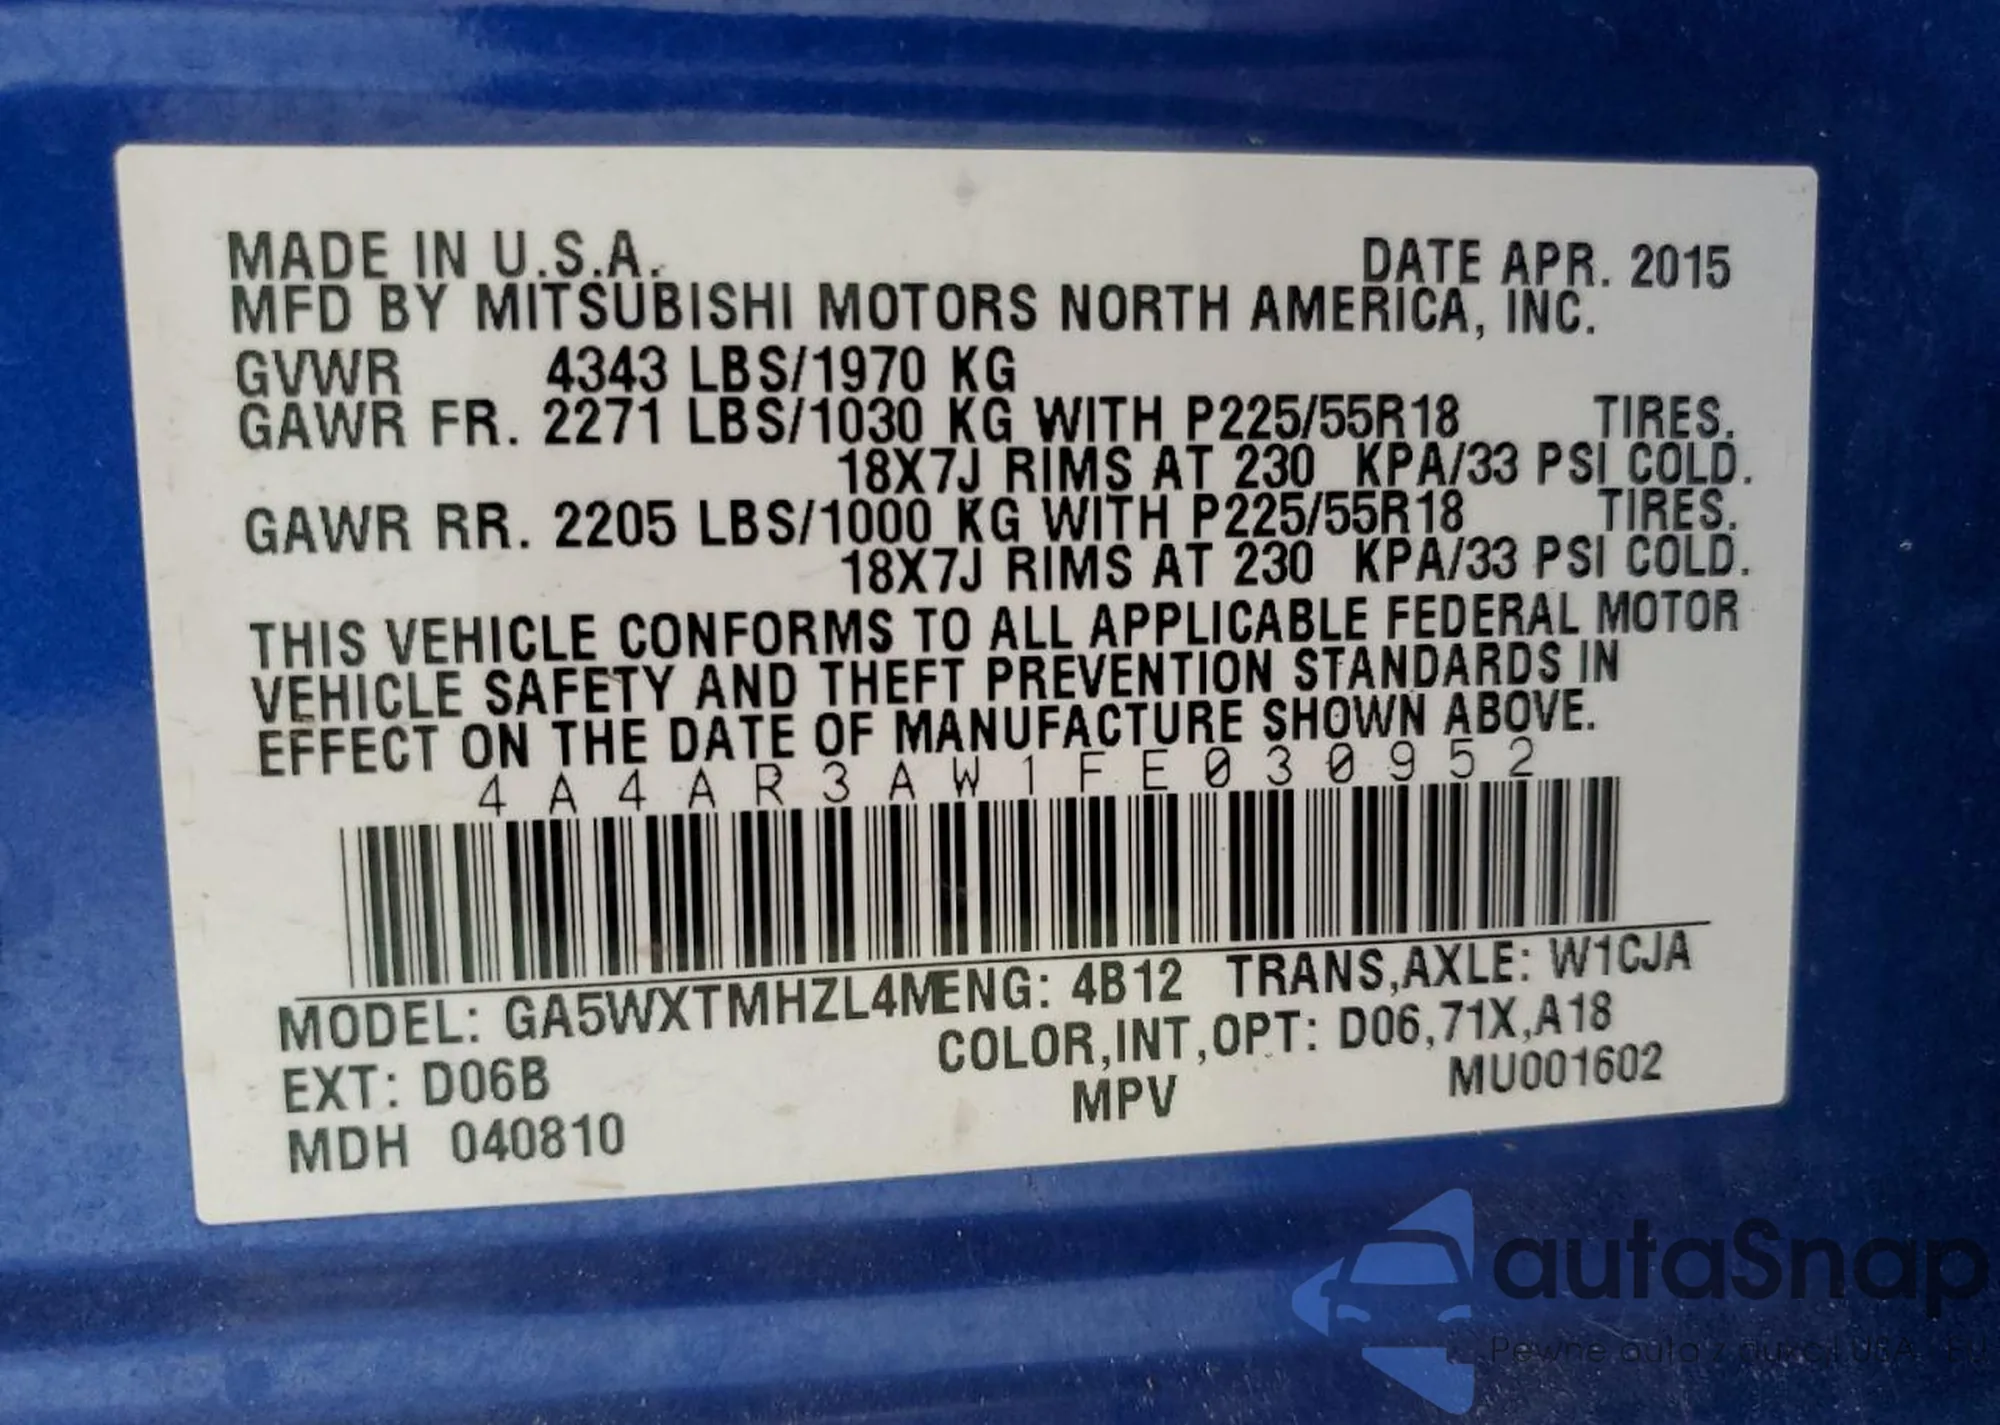 MADE IN U.S.A. DATE APR. 2015
MFD BY MITSUBISHI MOTORS NORTH AMERICA, INC.
GVWR 4343 LBS/1970 KG
GAWR FR. 2271 LBS/1030 KG WITH P225/55R18 TIRES.
18X7J RIMS AT 230 KPA/33 PSI COLD.
GAWR RR. 2205 LBS/1000 KG WITH P225/55R18 TIRES.
18X7J RIMS AT 230 KPA/33 PSI COLD.
THIS VEHICLE CONFORMS TO ALL APPLICABLE FEDERAL MOTOR
VEHICLE SAFETY AND THEFT PREVENTION STANDARDS IN
EFFECT ON THE DATE OF MANUFACTURE SHOWN ABOVE.
4A4AR3AW1FE030952
MODEL: GA5WXTMHZL4M ENG: 4B12 TRANS,AXLE: W1CJA
EXT: D06B COLOR,INT,OPT: D06,71X,A18
MDH 040810 MPV MU001602
autaSnap
Pewne auta z